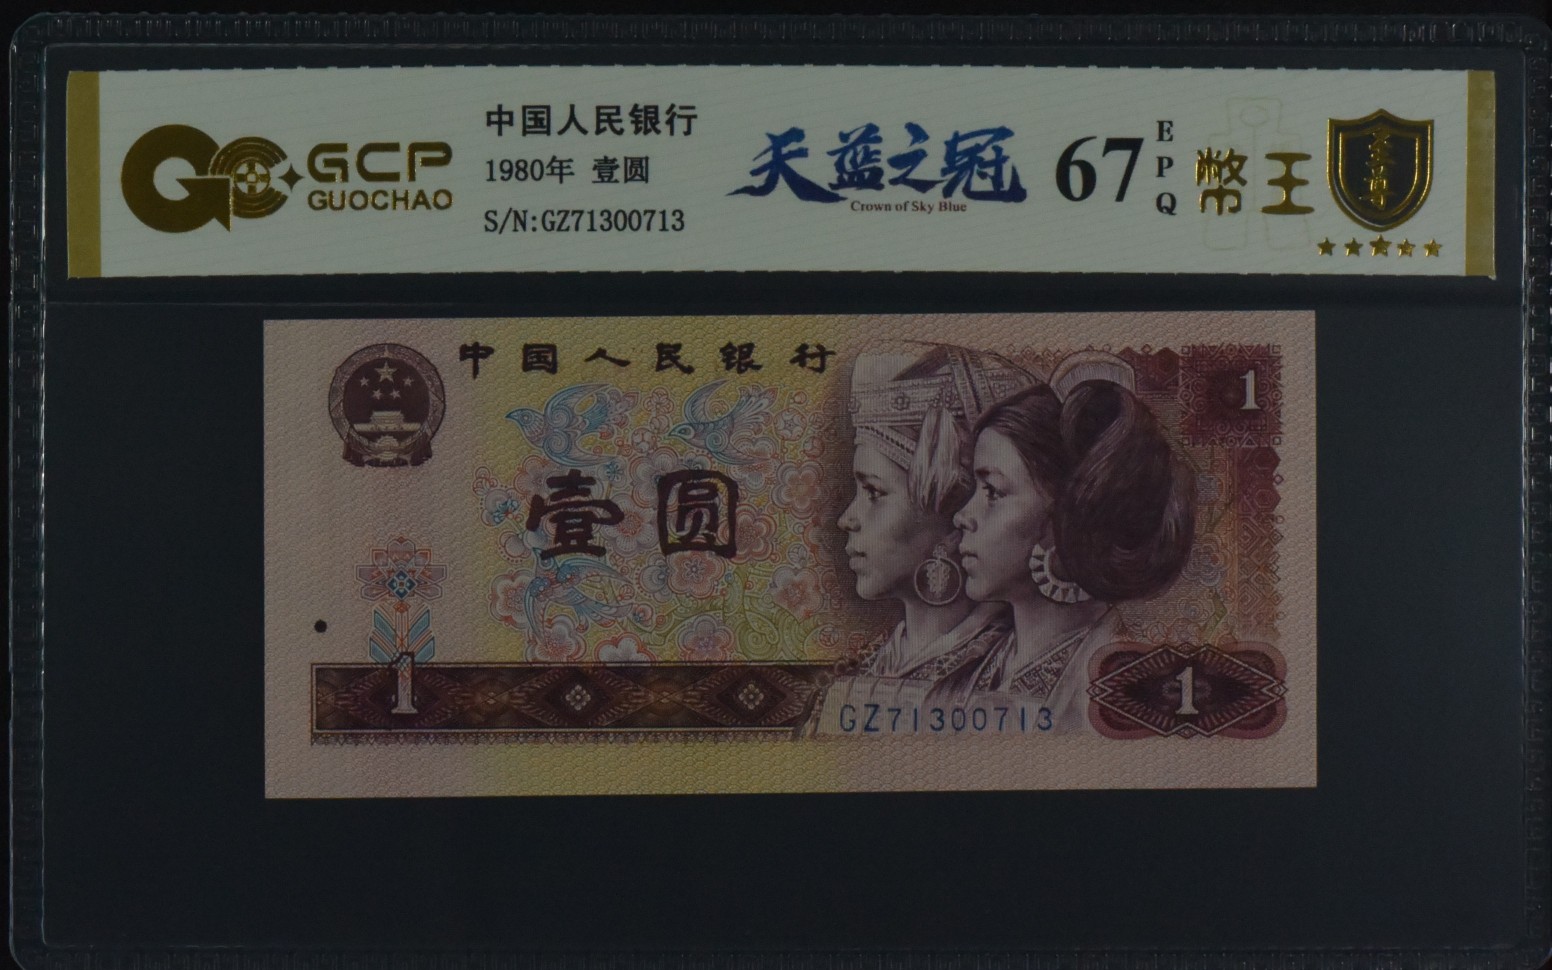 GCP
GUOCHAO
中国人民银行
1980年 壹圆
S/N:GZ71300713
天蓝之冠
Crown of Sky Blue
67
EPQ
幣王
至尊
中国人民银行
1
壹圆
1
GZ71300713
1